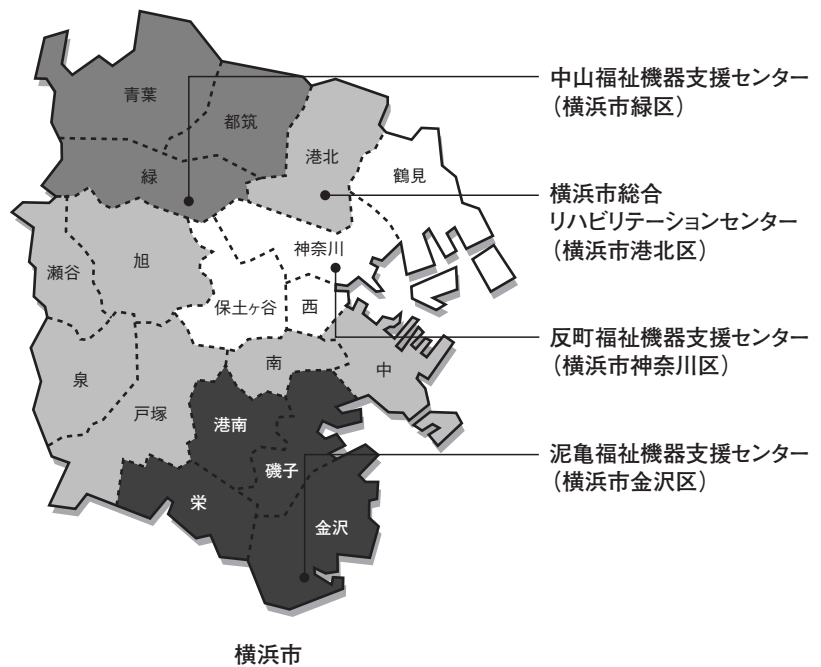 青葉
都筑
港北
鶴見
緑
神奈川
旭
瀬谷
保土ヶ谷
西
泉
戸塚
南
中
港南
磯子
栄
金沢
中山福祉機器支援センター
（横浜市緑区）
横浜市総合
リハビリテーションセンター
（横浜市港北区）
反町福祉機器支援センター
（横浜市神奈川区）
泥亀福祉機器支援センター
（横浜市金沢区）
横浜市